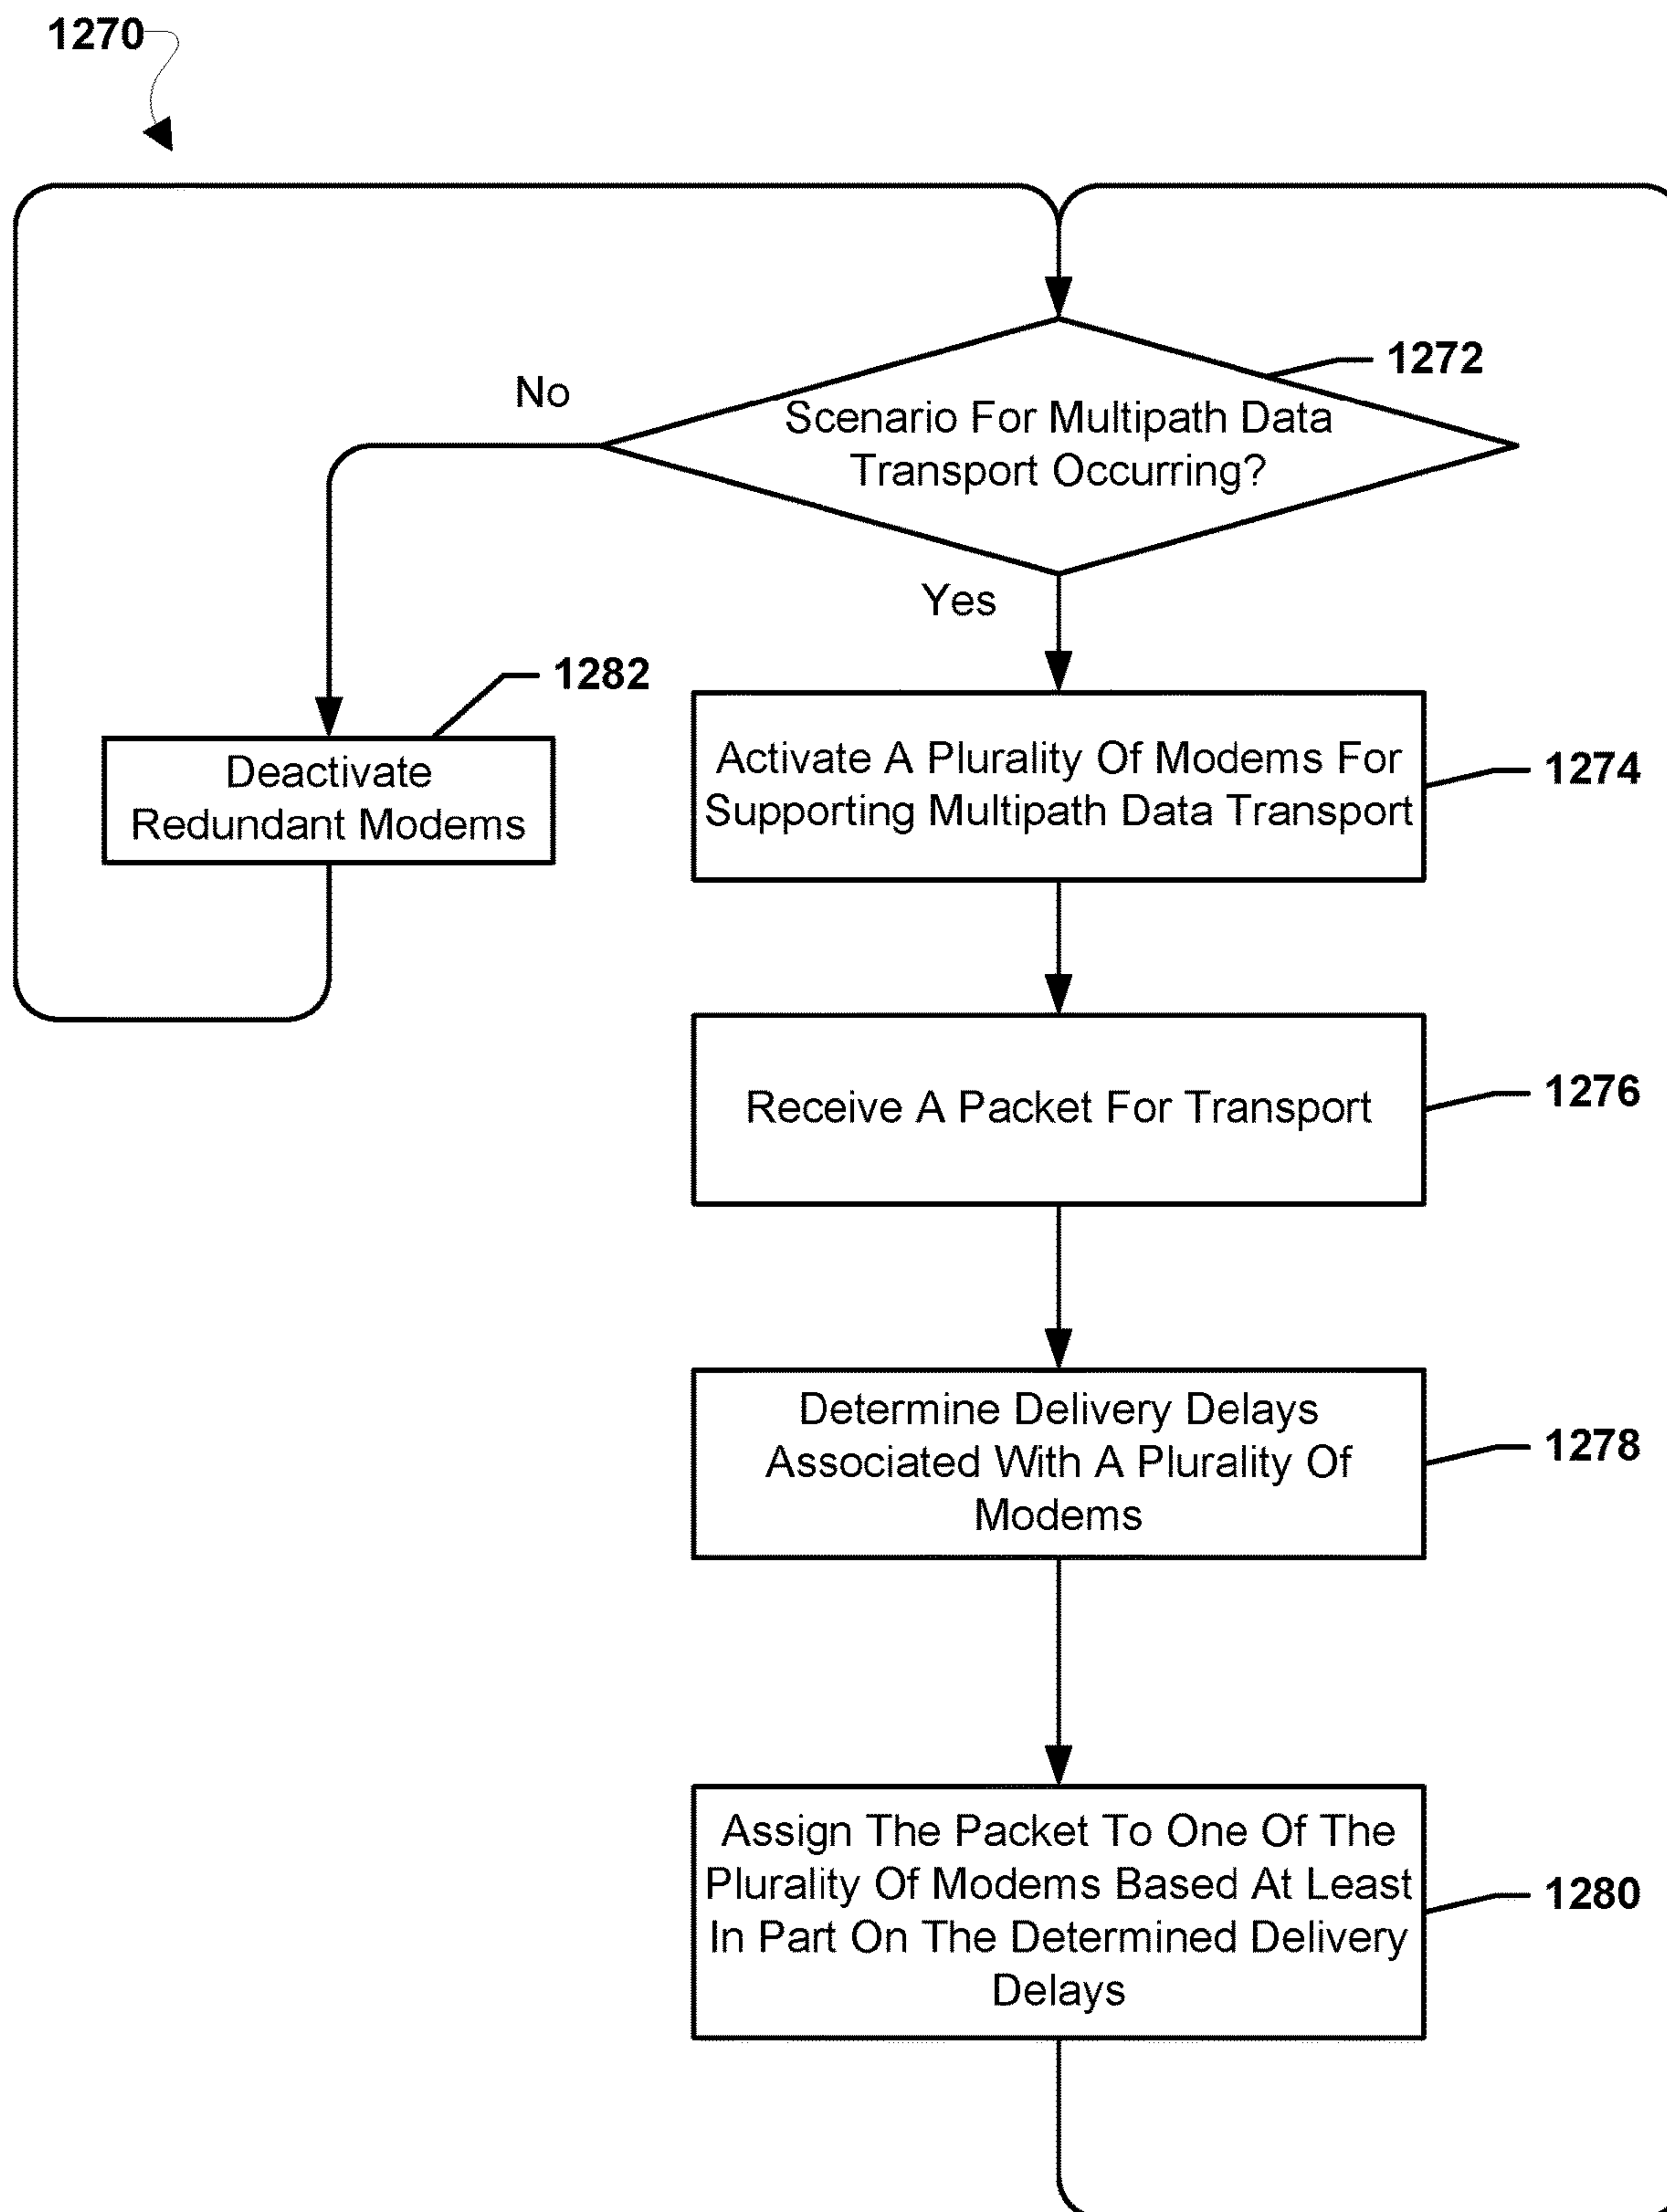 1270
1272
Scenario For Multipath Data
Transport Occurring?
No
Yes
1282
Deactivate
Redundant Modems
Activate A Plurality Of Modems For
Supporting Multipath Data Transport
1274
Receive A Packet For Transport
1276
Determine Delivery Delays
Associated With A Plurality Of
Modems
1278
Assign The Packet To One Of The
Plurality Of Modems Based At Least
In Part On The Determined Delivery
Delays
1280